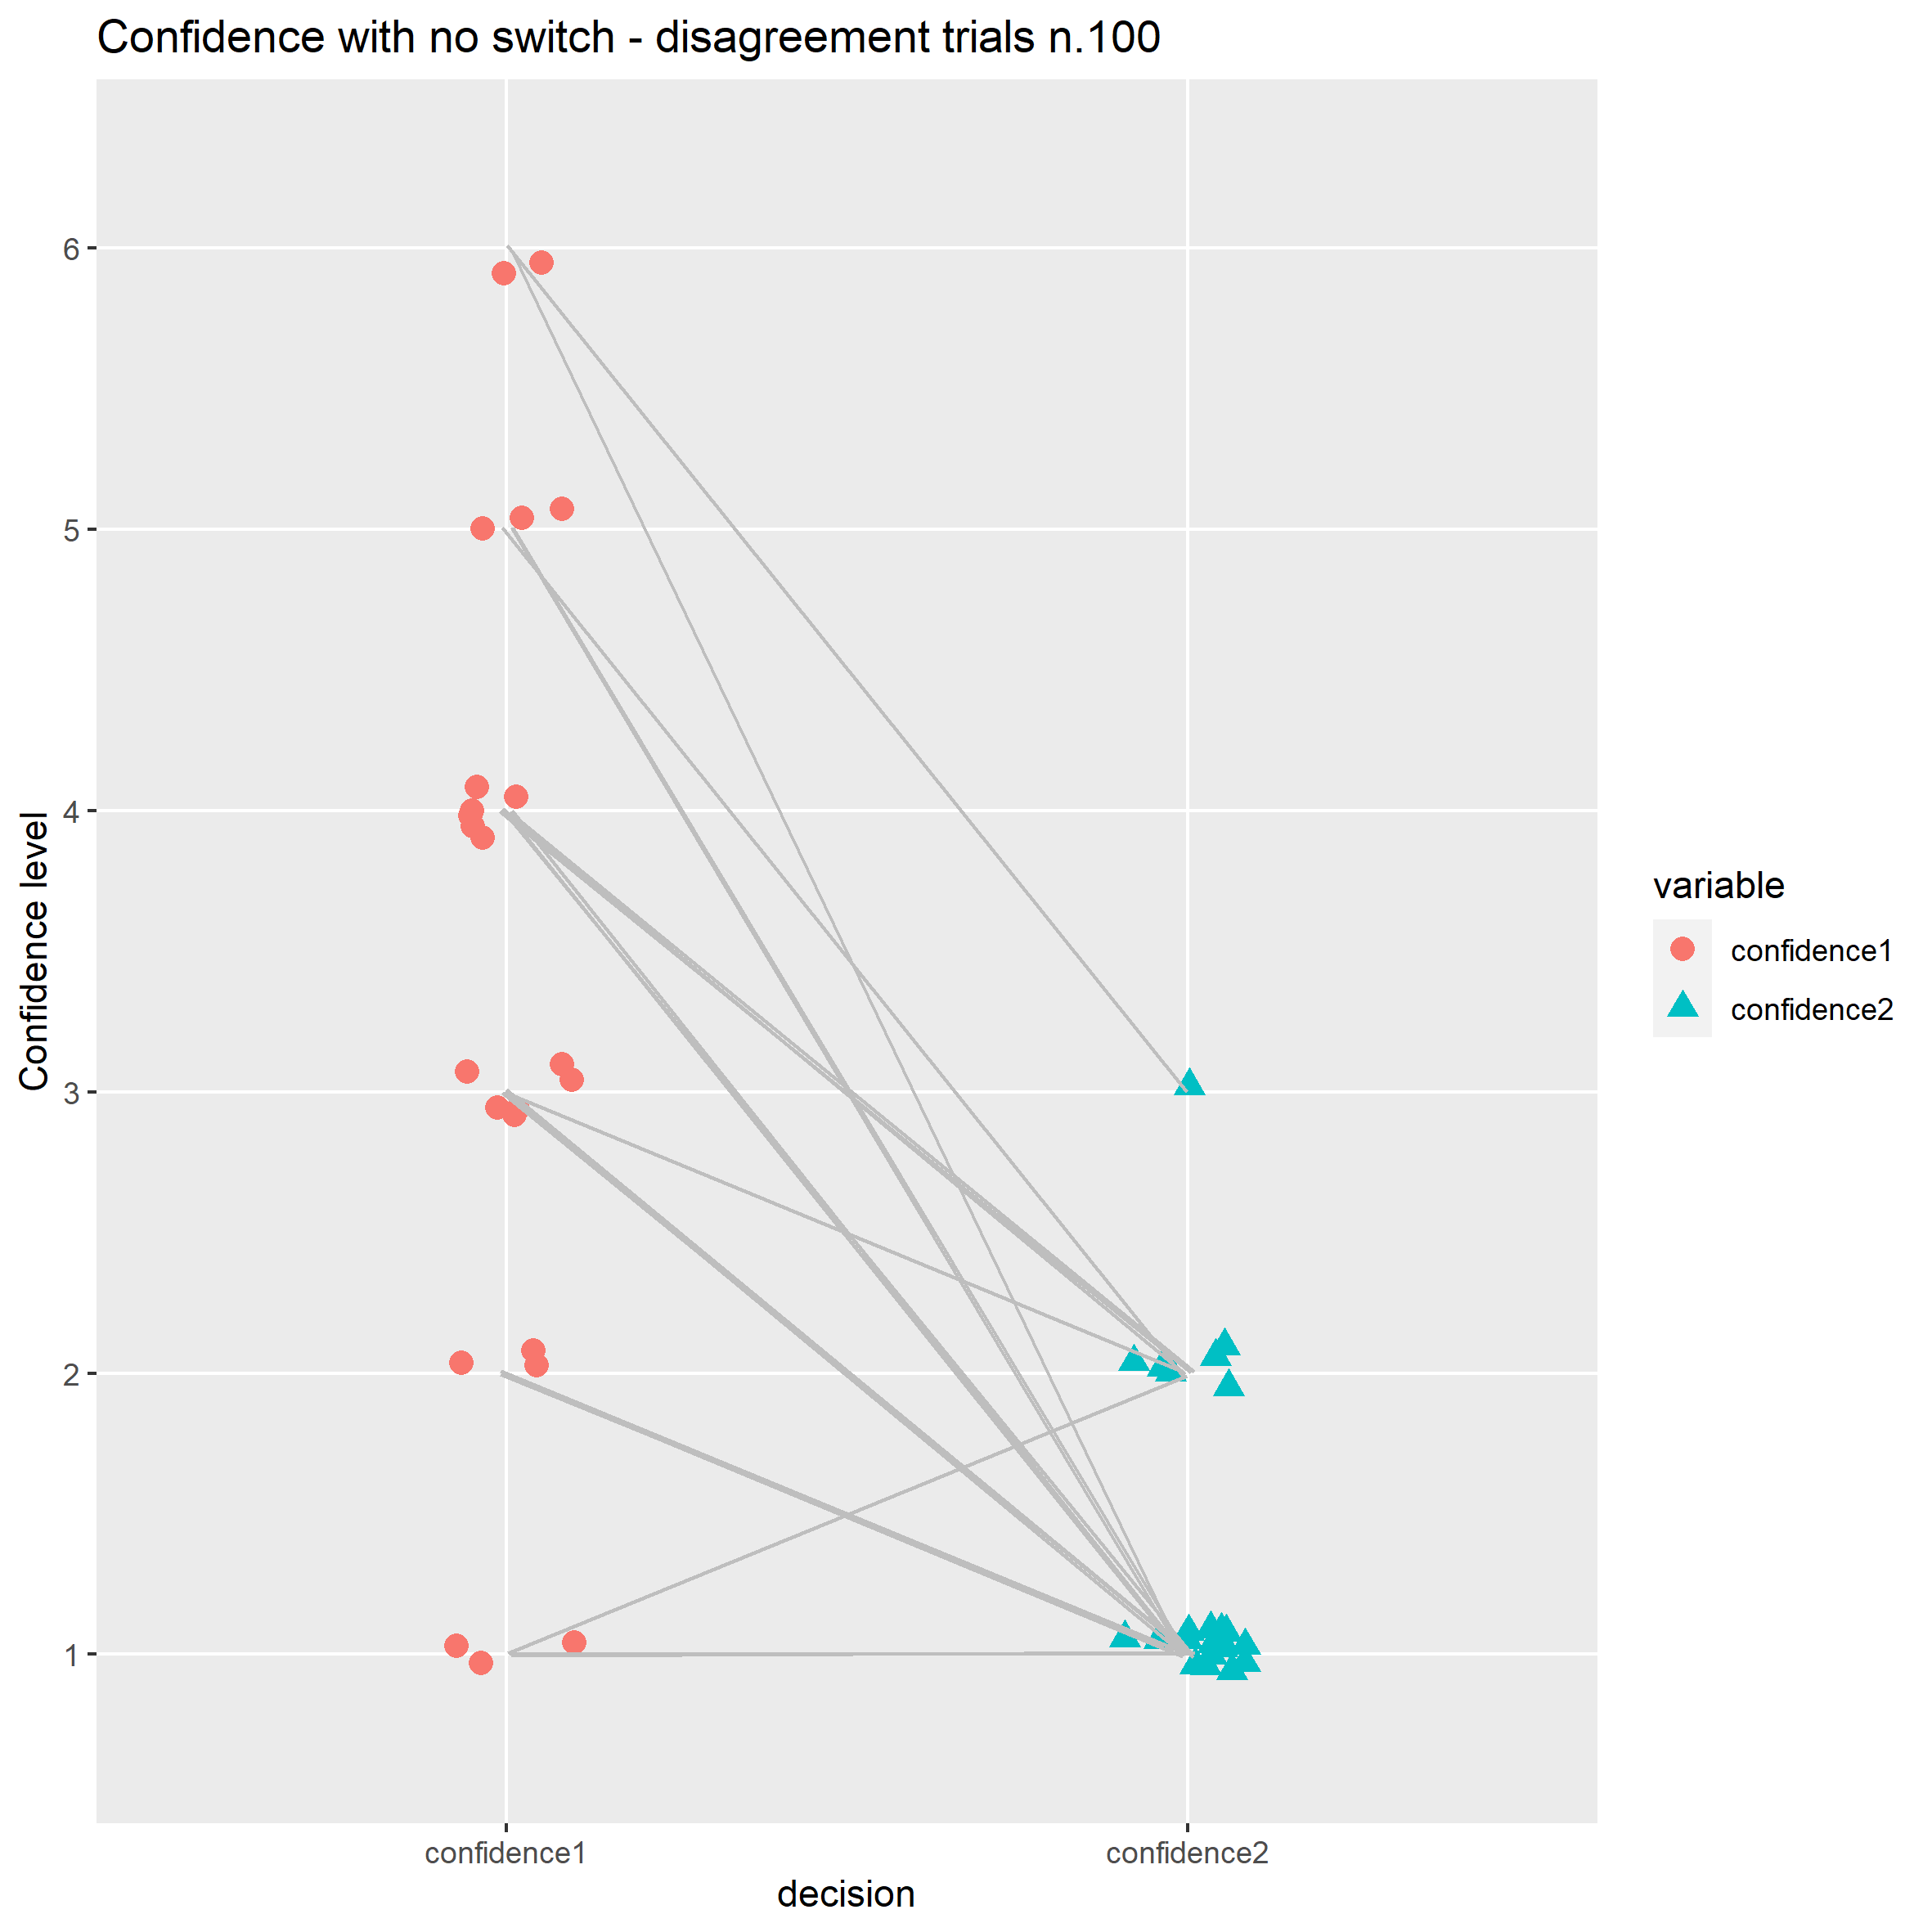 Confidence with no switch - disagreement trials n.100
Confidence level
6
5
4
3
2
1
confidence1
confidence2
decision
variable
confidence1
confidence2